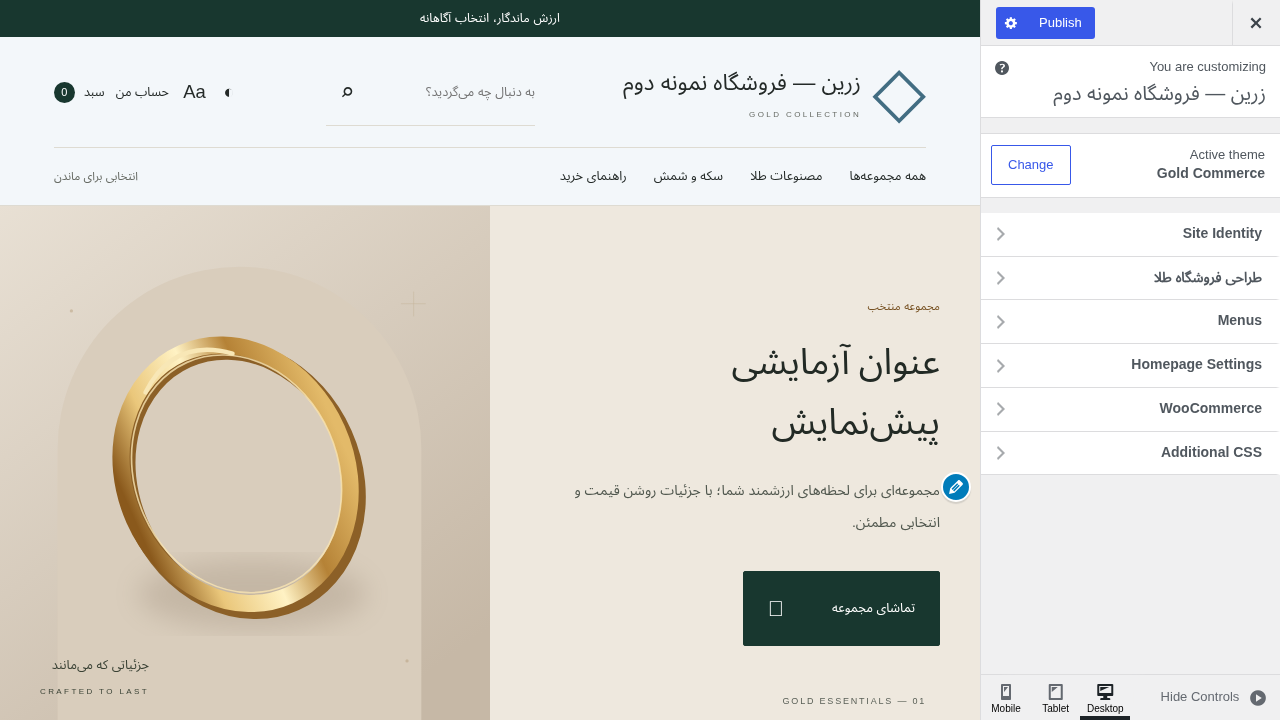 ارزش ماندگار، انتخاب آگاهانه
زرین — فروشگاه نمونه دوم
GOLD COLLECTION
به دنبال چه می‌گردید؟
Aa
حساب من
سبد
0
همه مجموعه‌ها
مصنوعات طلا
سکه و شمش
راهنمای خرید
انتخابی برای ماندن
مجموعه منتخب
عنوان آزمایشی
پیش‌نمایش
مجموعه‌ای برای لحظه‌های ارزشمند شما؛ با جزئیات روشن قیمت و
انتخابی مطمئن.
تماشای مجموعه
GOLD ESSENTIALS — 01
جزئیاتی که می‌مانند
CRAFTED TO LAST
Publish
You are customizing
زرین — فروشگاه نمونه دوم
Active theme
Gold Commerce
Change
Site Identity
طراحی فروشگاه طلا
Menus
Homepage Settings
WooCommerce
Additional CSS
Hide Controls
Desktop
Tablet
Mobile